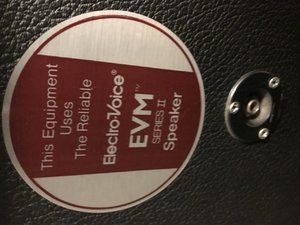 This Equipment
Uses
The Reliable
Electro-Voice®
EVM™
SERIES II
Speaker